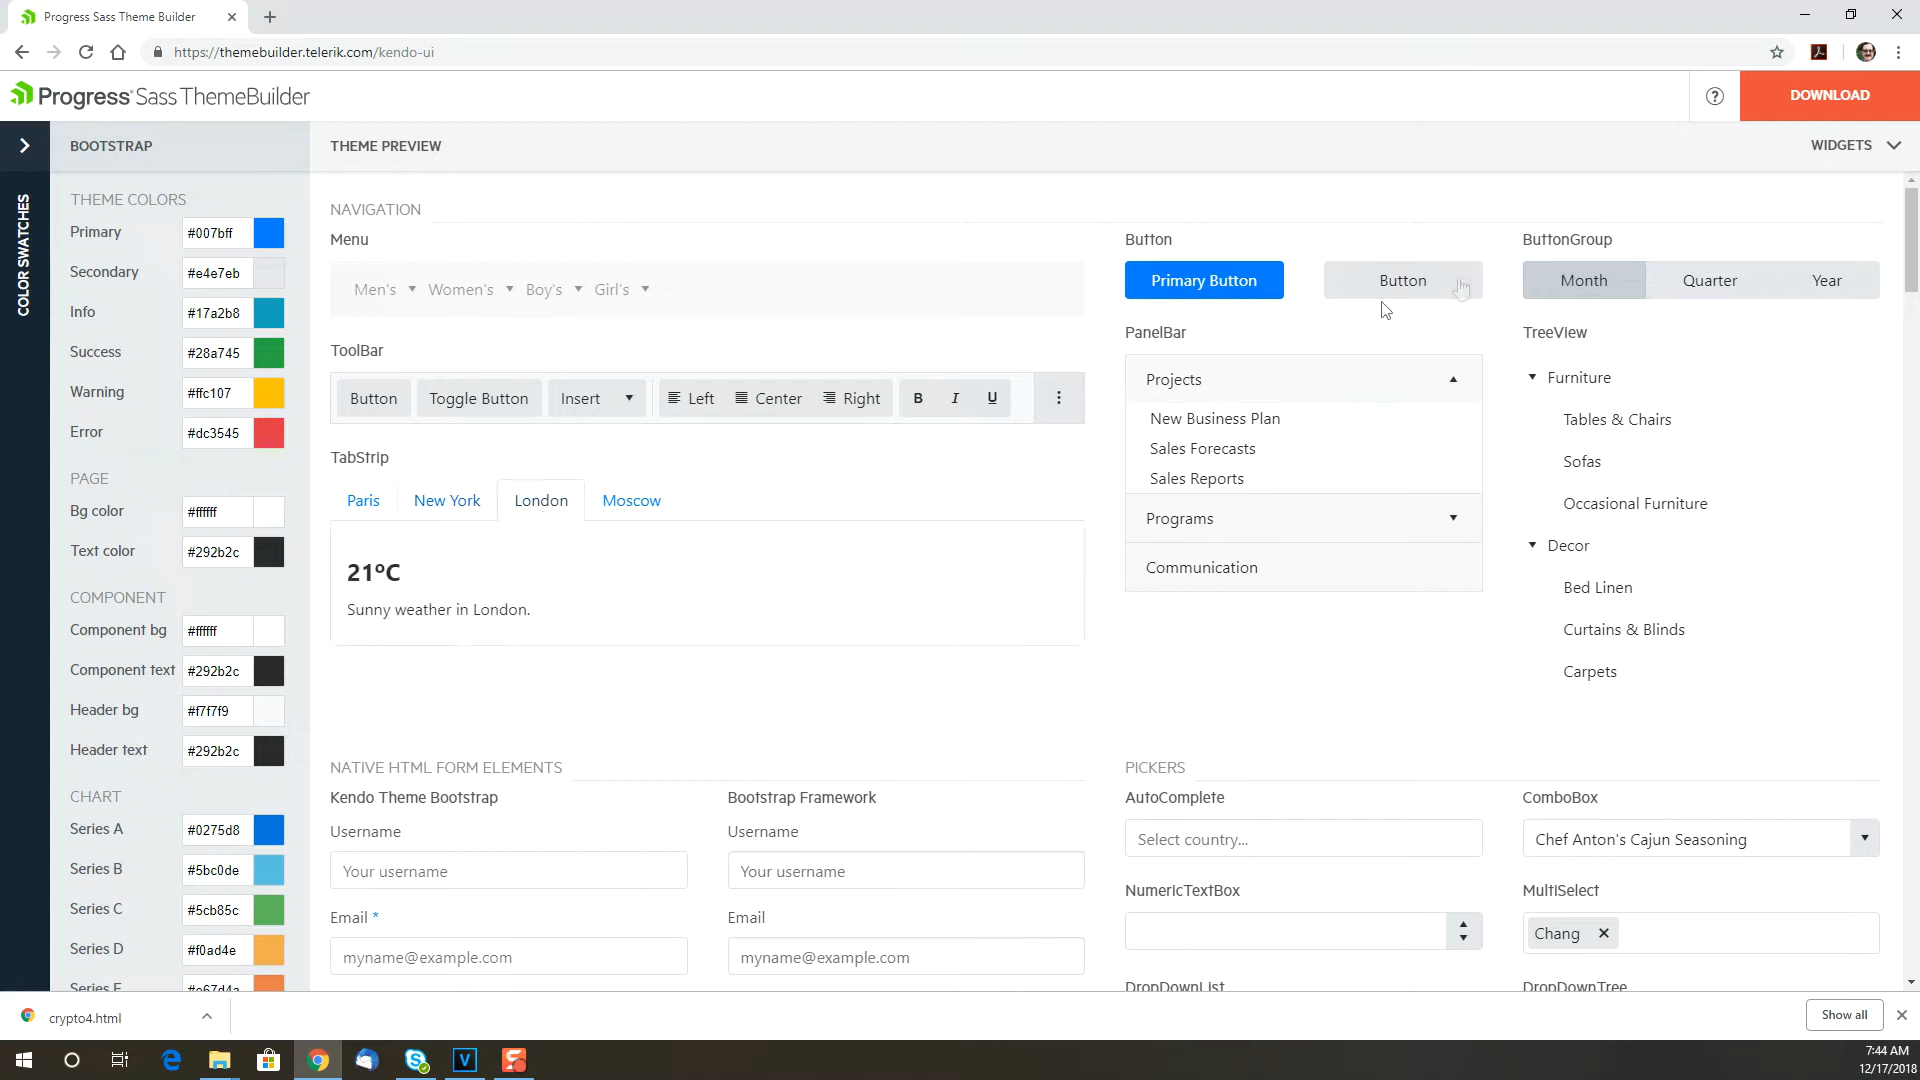 Progress Sass Theme Builder
https://themebuilder.telerik.com/kendo-ui
Progress Sass ThemeBuilder
?
DOWNLOAD
COLOR SWATCHES
BOOTSTRAP
THEME PREVIEW
WIDGETS
THEME COLORS
Primary #007bff
Secondary #e4e7eb
Info #17a2b8
Success #28a745
Warning #ffc107
Error #dc3545
PAGE
Bg color #ffffff
Text color #292b2c
COMPONENT
Component bg #ffffff
Component text #292b2c
Header bg #f7f7f9
Header text #292b2c
CHART
Series A #0275d8
Series B #5bc0de
Series C #5cb85c
Series D #f0ad4e
Series E #e67d4a
NAVIGATION
Menu
Men's Women's Boy's Girl's
ToolBar
Button Toggle Button Insert Left Center Right B I U
TabStrip
Paris New York London Moscow
21ºC
Sunny weather in London.
Button
Primary Button Button
PanelBar
Projects
New Business Plan
Sales Forecasts
Sales Reports
Programs
Communication
ButtonGroup
Month Quarter Year
TreeView
Furniture
Tables & Chairs
Sofas
Occasional Furniture
Decor
Bed Linen
Curtains & Blinds
Carpets
NATIVE HTML FORM ELEMENTS
Kendo Theme Bootstrap
Username
Your username
Email *
myname@example.com
Bootstrap Framework
Username
Your username
Email
myname@example.com
PICKERS
AutoComplete
Select country...
NumericTextBox
DropDownList
ComboBox
Chef Anton's Cajun Seasoning
MultiSelect
Chang
DropDownTree
crypto4.html
Show all
7:44 AM
12/17/2018